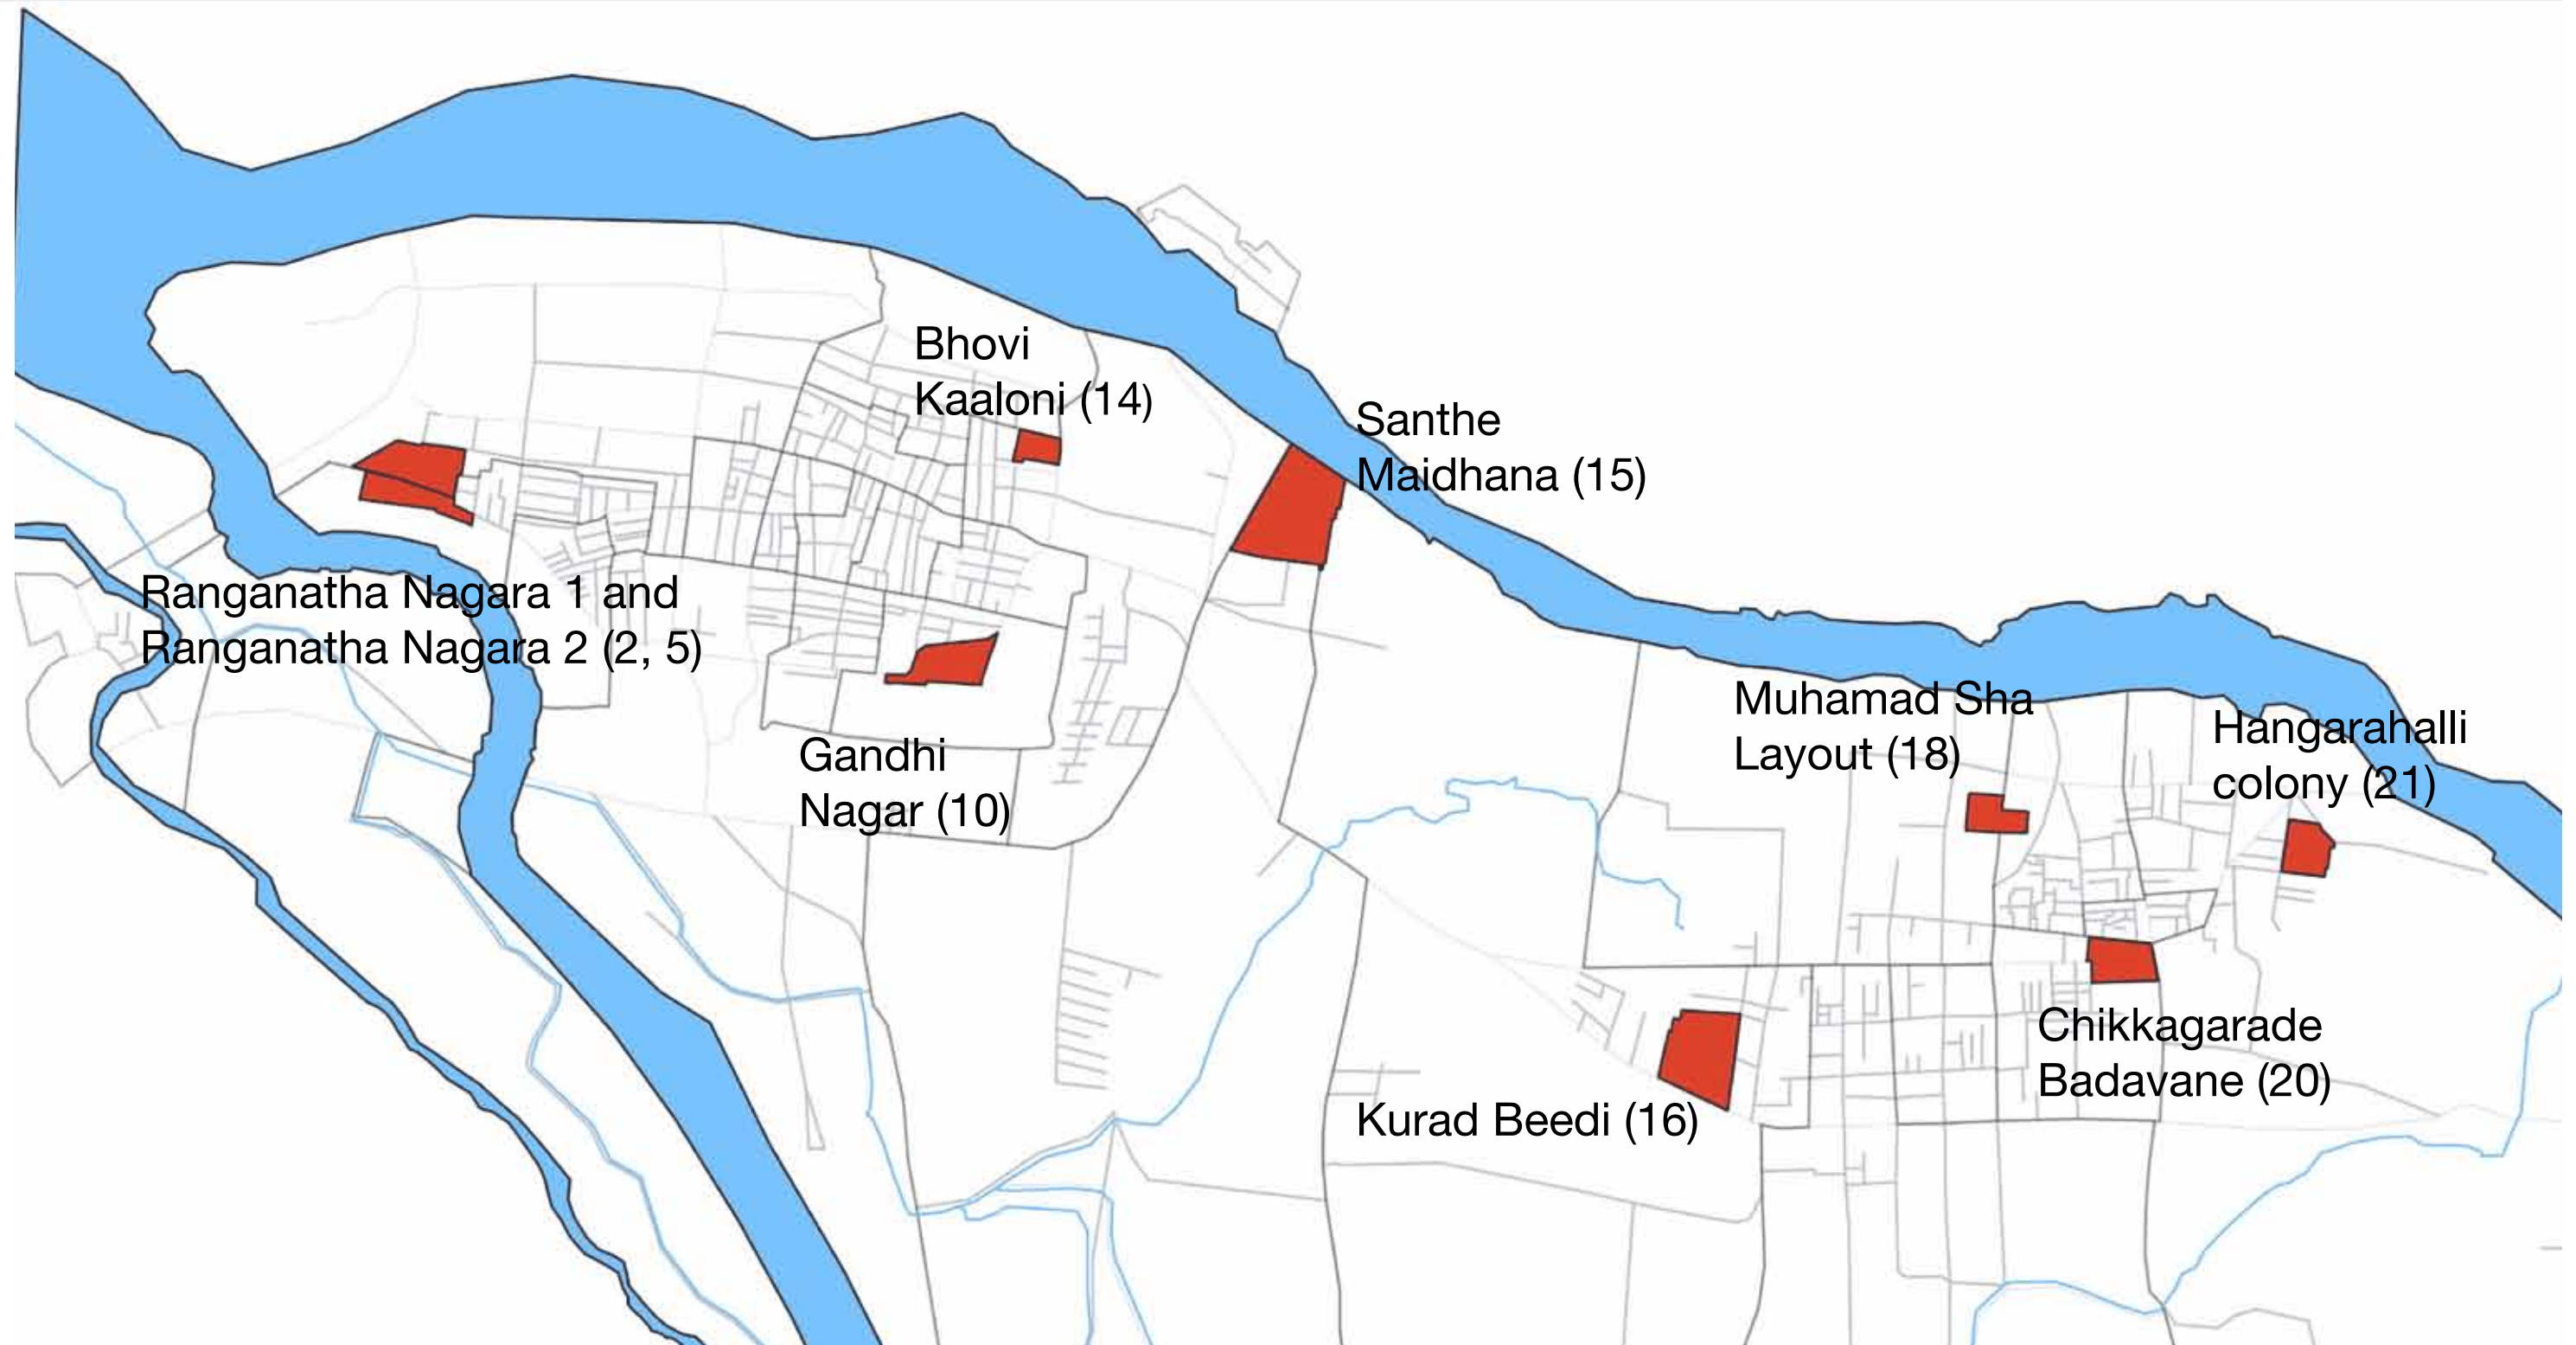 Bhovi
Kaaloni (14)
Santhe
Maidhana (15)
Ranganatha Nagara 1 and
Ranganatha Nagara 2 (2, 5)
Gandhi
Nagar (10)
Muhamad Sha
Layout (18)
Hangarahalli
colony (21)
Chikkagarade
Badavane (20)
Kurad Beedi (16)